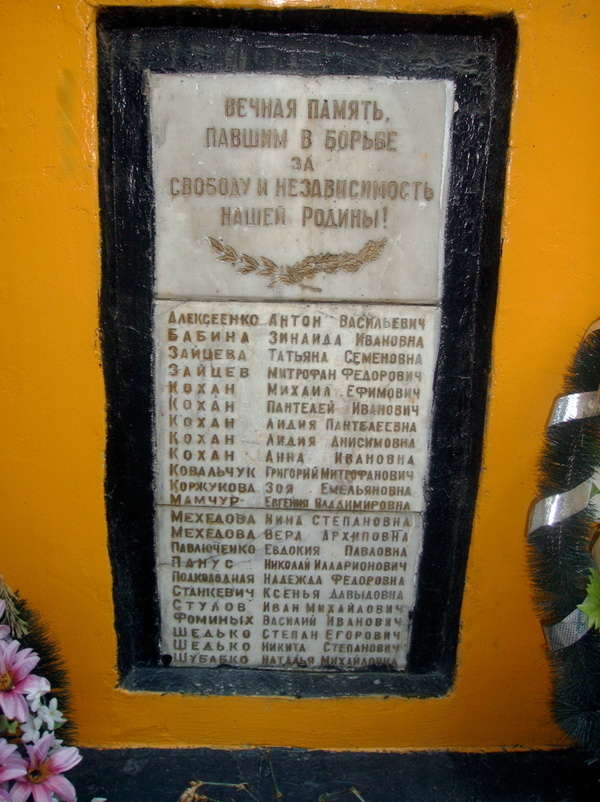 ВЕЧНАЯ ПАМЯТЬ,
ПАВШИМ В БОРЬБЕ
ЗА
СВОБОДУ И НЕЗАВИСИМОСТЬ
НАШЕЙ РОДИНЫ!
АЛЕКСЕЕНКО АНТОН ВАСИЛЬЕВИЧ
БАБИНА ЗИНАИДА ИВАНОВНА
ЗАЙЦЕВА ТАТЬЯНА СЕМЕНОВНА
ЗАЙЦЕВ МИТРОФАН ФЕДОРОВИЧ
КОХАН МИХАИЛ ЕФИМОВИЧ
КОХАН ПАНТЕЛЕЙ ИВАНОВИЧ
КОХАН ЛИДИЯ ПАНТЕЛЕЕВНА
КОХАН ЛИДИЯ АНИСИМОВНА
КОХАН АННА ИВАНОВНА
КОВАЛЬЧУК ГРИГОРИЙ МИТРОФАНОВИЧ
КОРЖУКОВА ЗОЯ ЕМЕЛЬЯНОВНА
МАМЧУР ЕВГЕНИЯ ВЛАДИМИРОВНА
МЕХЕДОВА НИНА СТЕПАНОВНА
МЕХЕДОВА ВЕРА АРХИПОВНА
ПАВЛЮЧЕНКО ЕВДОКИЯ ПАВЛОВНА
ПАНУС НИКОЛАЙ ИЛЛАРИОНОВИЧ
ПОДКОЛОДНАЯ НАДЕЖДА ФЕДОРОВНА
СТАНКЕВИЧ КСЕНЬЯ ДАВЫДОВНА
СТУЛОВ ИВАН МИХАЙЛОВИЧ
ФОМИНЫХ ВАСИЛИЙ ИВАНОВИЧ
ШЕДЬКО СТЕПАН ЕГОРОВИЧ
ШЕДЬКО НИКИТА СТЕПАНОВИЧ
ШУБАБКО НАТАЛЬЯ МИХАЙЛОВНА